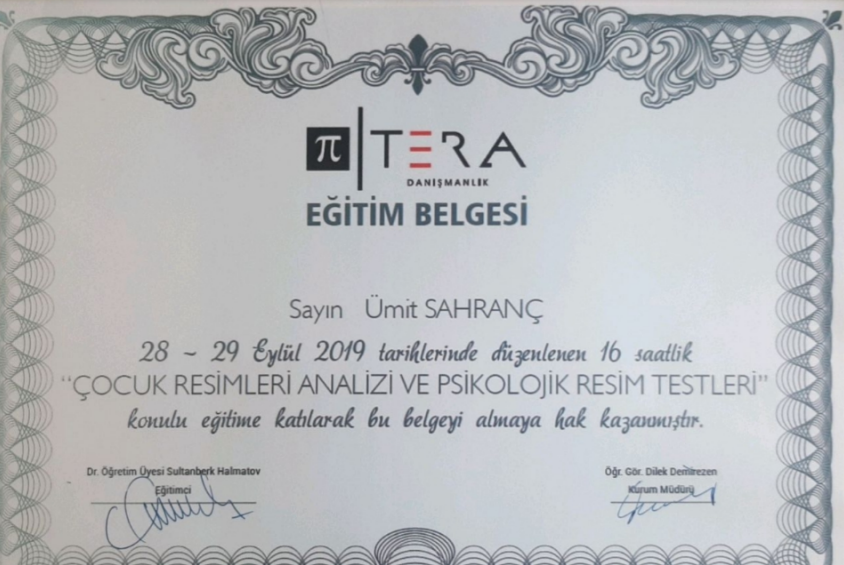 π TERA
DANIŞMANLIK
EĞİTİM BELGESİ
Sayın Ümit SAHRANÇ
28 ~ 29 Eylül 2019 tarihlerinde düzenlenen 16 saatlik
“ÇOCUK RESİMLERİ ANALİZİ VE PSİKOLOJİK RESİM TESTLERİ”
konulu eğitime katılarak bu belgeyi almaya hak kazanmıştır.
Dr. Öğretim Üyesi Sultanberk Halmatov
Eğitimci
Öğr. Gör. Dilek Demirezen
Kurum Müdürü